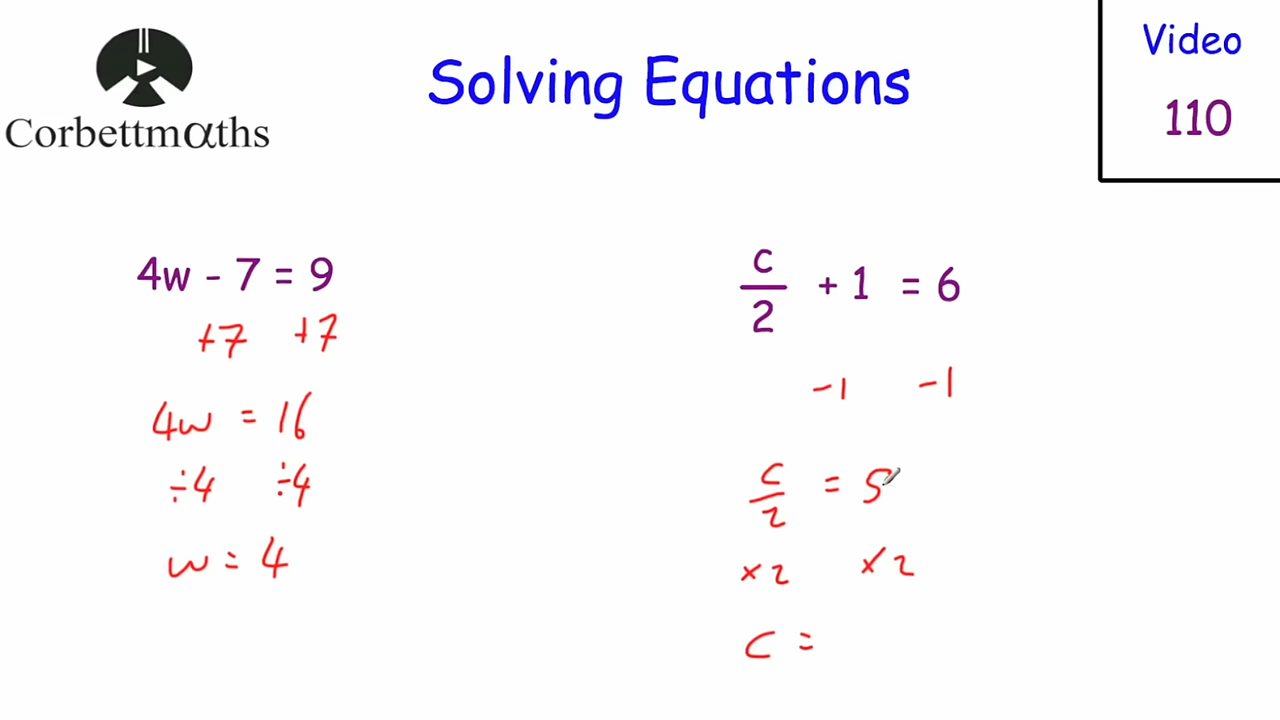 Corbettmαths
Solving Equations
Video
110
4w - 7 = 9
+7 +7
4w = 16
÷4 ÷4
w = 4
c/2 + 1 = 6
-1 -1
c/2 = 5
×2 ×2
c =